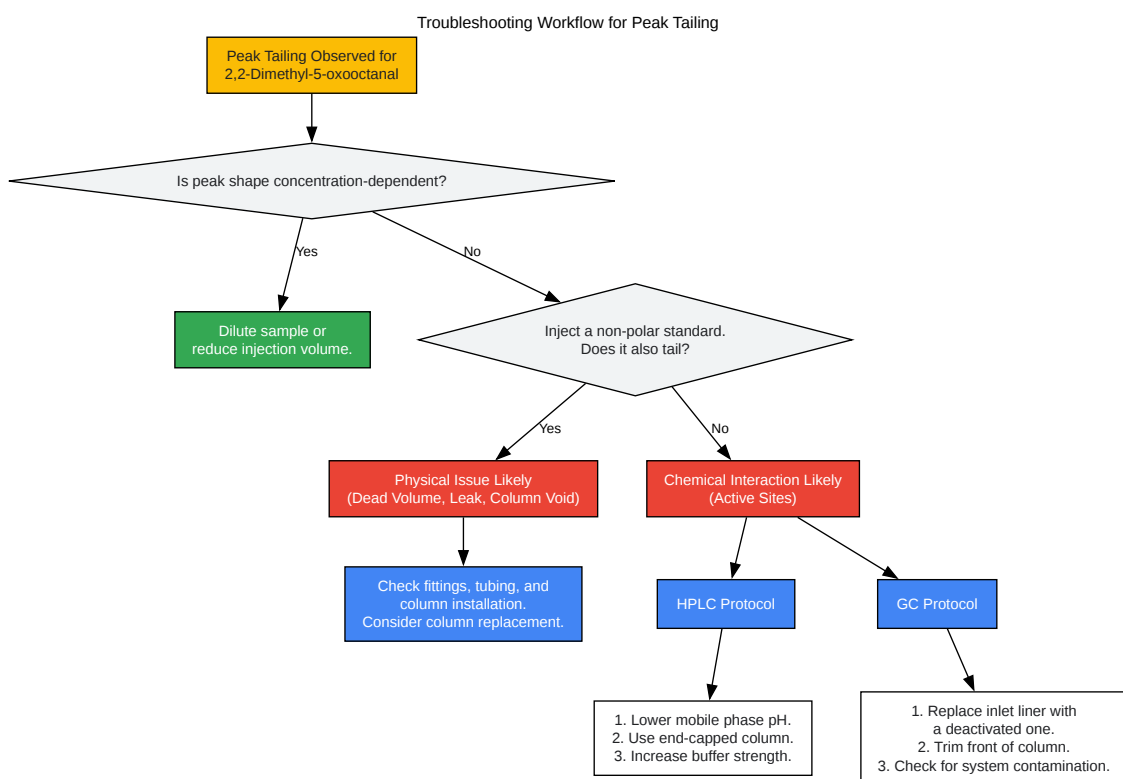 Troubleshooting Workflow for Peak Tailing
Peak Tailing Observed for
2,2-Dimethyl-5-oxooctanal
Is peak shape concentration-dependent?
Yes
No
Dilute sample or
reduce injection volume.
Inject a non-polar standard.
Does it also tail?
Yes
No
Physical Issue Likely
(Dead Volume, Leak, Column Void)
Chemical Interaction Likely
(Active Sites)
Check fittings, tubing, and
column installation.
Consider column replacement.
HPLC Protocol
GC Protocol
1. Lower mobile phase pH.
2. Use end-capped column.
3. Increase buffer strength.
1. Replace inlet liner with
a deactivated one.
2. Trim front of column.
3. Check for system contamination.